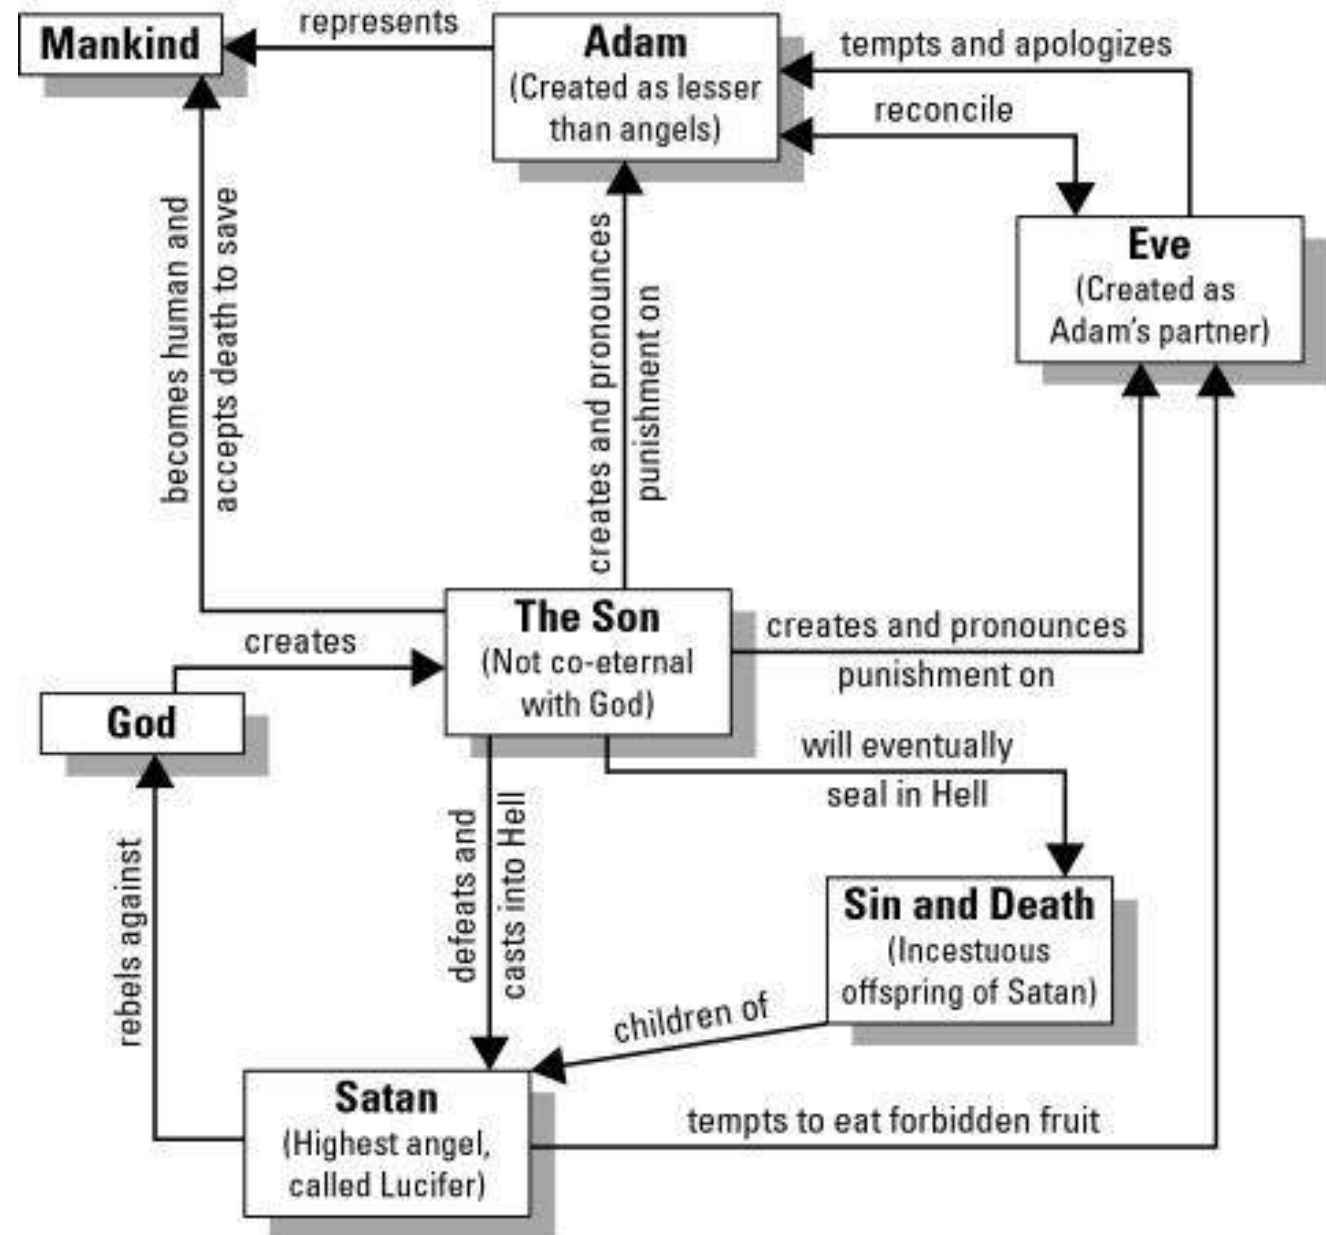 Mankind
represents
Adam
(Created as lesser
than angels)
tempts and apologizes
reconcile
Eve
(Created as
Adam's partner)
becomes human and
accepts death to save
creates and pronounces
punishment on
The Son
(Not co-eternal
with God)
creates
God
creates and pronounces
punishment on
will eventually
seal in Hell
rebels against
defeats and
casts into Hell
Sin and Death
(Incestuous
offspring of Satan)
children of
Satan
(Highest angel,
called Lucifer)
tempts to eat forbidden fruit